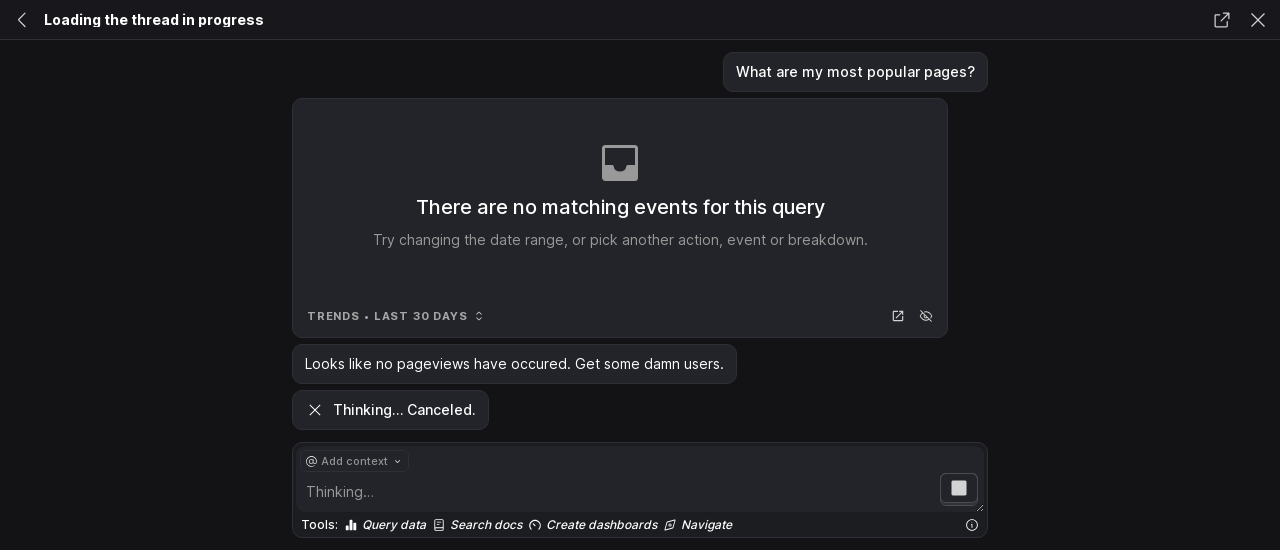 Loading the thread in progress
What are my most popular pages?
There are no matching events for this query
Try changing the date range, or pick another action, event or breakdown.
TRENDS • LAST 30 DAYS
Looks like no pageviews have occured. Get some damn users.
Thinking... Canceled.
@ Add context
Thinking...
Tools: Query data Search docs Create dashboards Navigate